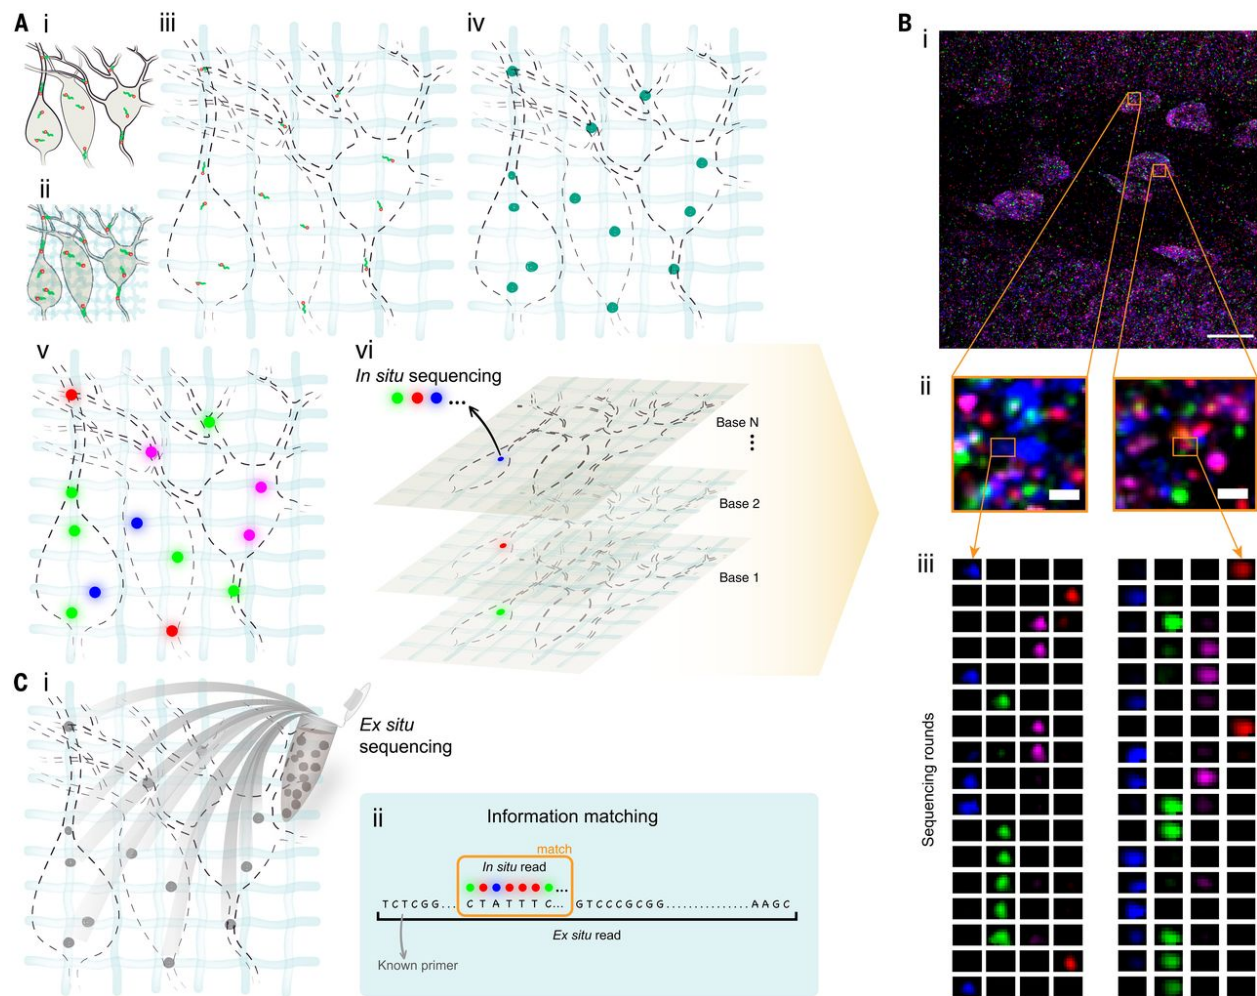 A
i
ii
iii
iv
v
vi
In situ sequencing
...
Base N
Base 2
Base 1
B
i
ii
iii
Sequencing rounds
C
i
Ex situ
sequencing
ii
Information matching
match
In situ read
...
TCTCGG... CTATTTC... GTCCCGCGG...............AAGC
Ex situ read
Known primer